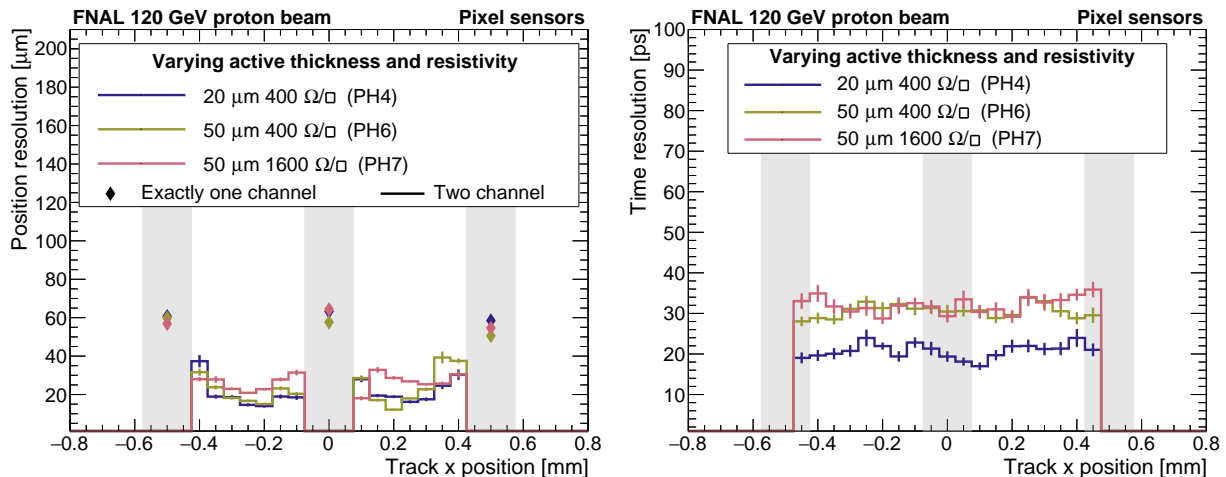 FNAL 120 GeV proton beam Pixel sensors
Position resolution [μm]
200
180
160
140
120
100
80
60
40
20
Varying active thickness and resistivity
20 μm 400 Ω/□ (PH4)
50 μm 400 Ω/□ (PH6)
50 μm 1600 Ω/□ (PH7)
Exactly one channel Two channel
−0.8 −0.6 −0.4 −0.2 0 0.2 0.4 0.6 0.8
Track x position [mm]
FNAL 120 GeV proton beam Pixel sensors
Time resolution [ps]
100
90
80
70
60
50
40
30
20
10
Varying active thickness and resistivity
20 μm 400 Ω/□ (PH4)
50 μm 400 Ω/□ (PH6)
50 μm 1600 Ω/□ (PH7)
−0.8 −0.6 −0.4 −0.2 0 0.2 0.4 0.6 0.8
Track x position [mm]